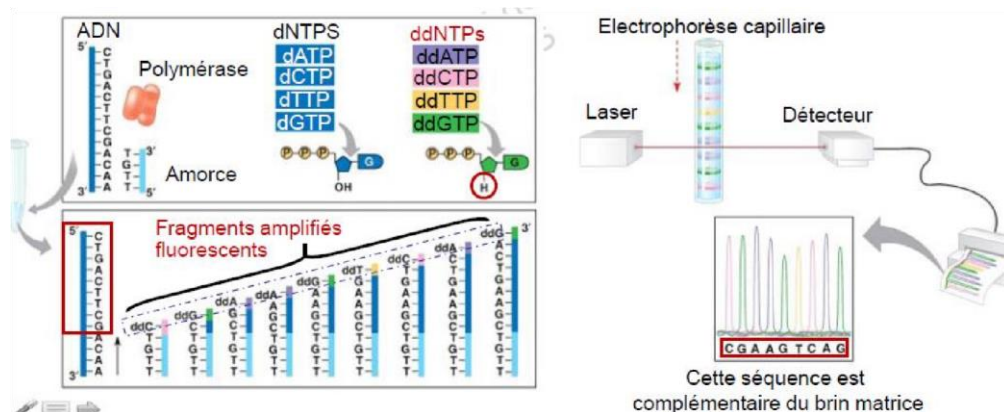 ADN
5'
C
T
G
A
C
T
T
C
G
A
C
A
A
3'
Polymérase
T
G
T
T
3'
5'
Amorce
dNTPS
dATP
dCTP
dTTP
dGTP
P P P G
OH
ddNTPs
ddATP
ddCTP
ddTTP
ddGTP
P P P G
H
5'
C
T
G
A
C
T
T
C
G
A
C
A
A
3'
Fragments amplifiés
fluorescents
3'
ddC T G T T
ddG C T G T T
ddA G C T G T T
ddA A G C T G T T
ddG A A G C T G T T
ddT G A A G C T G T T
ddC T G A A G C T G T T
ddA C T G A A G C T G T T
ddG A C T G A A G C T G T T
Electrophorèse capillaire
Laser
Détecteur
C G A A G T C A G
Cette séquence est
complémentaire du brin matrice